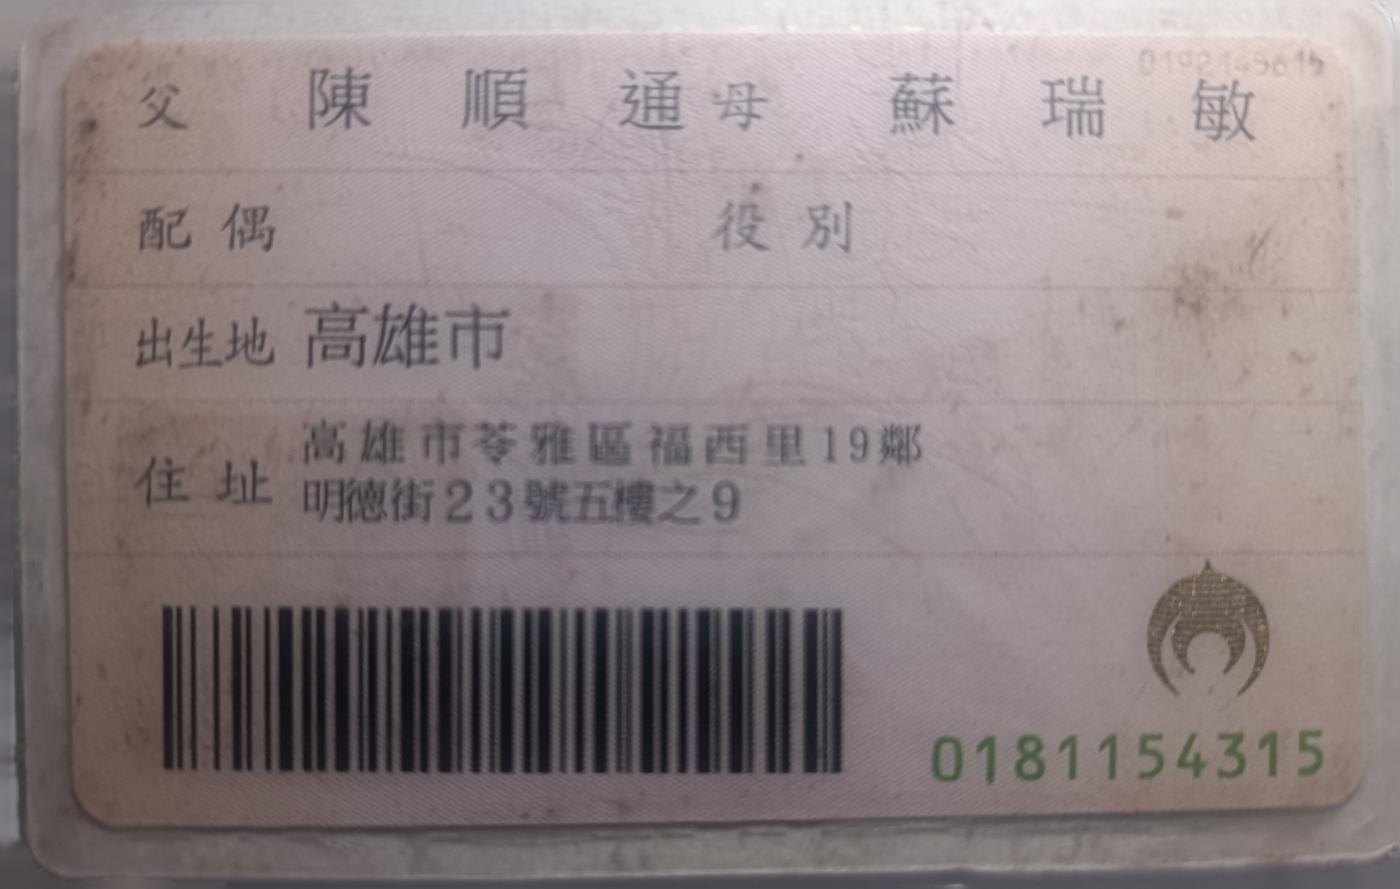 父 陳順通 母 蘇瑞敏
配偶 役別
出生地 高雄市
住址 高雄市苓雅區福西里19鄰
明德街23號五樓之9
0181154315